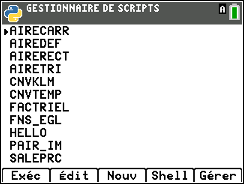 GESTIONNAIRE DE SCRIPTS A
AIRECARR
AIREDEF
AIRERECT
AIRETRI
CNVKLM
CNVTEMP
FACTRIEL
FNS_EGL
HELLO
PAIR_IM
SALEPRC
Exéc édit Nouv Shell Gérer